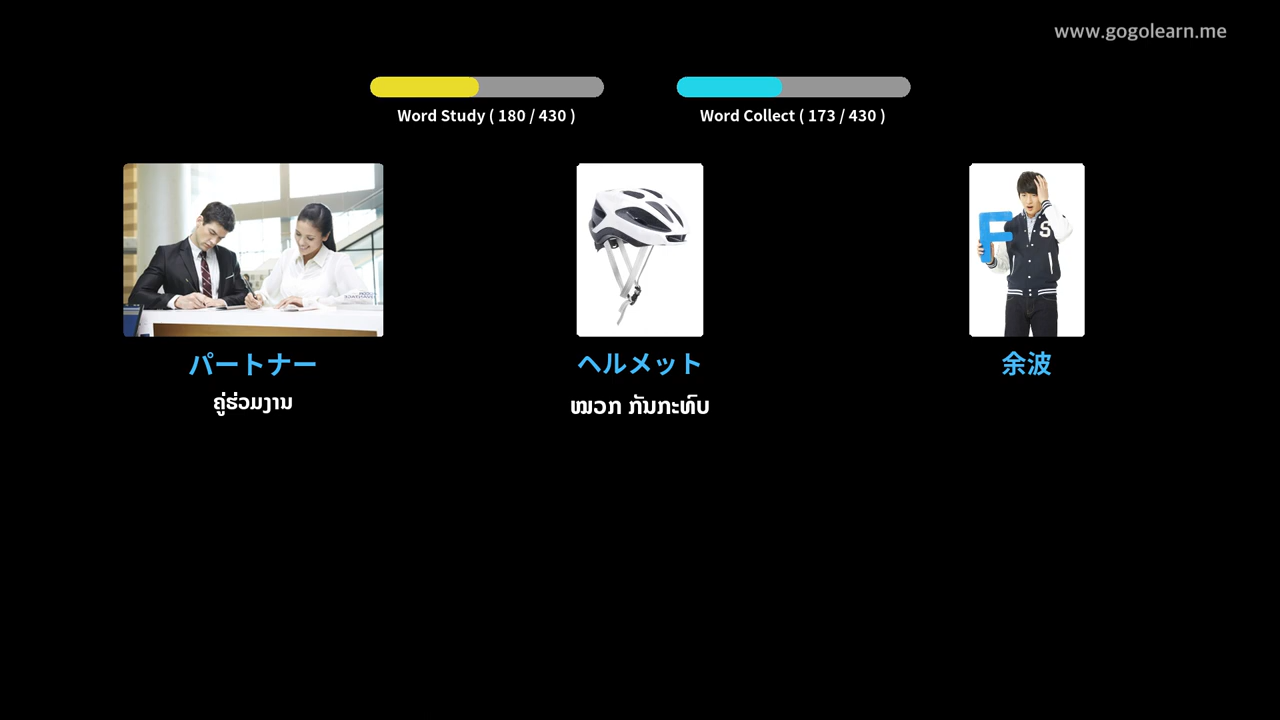 www.gogolearn.me
Word Study ( 180 / 430 )
Word Collect ( 173 / 430 )
パートナー
ヘルメット
余波
ຄູ່ຮ່ວມງານ
ໝວກ ກັນກະທົບ
F
S